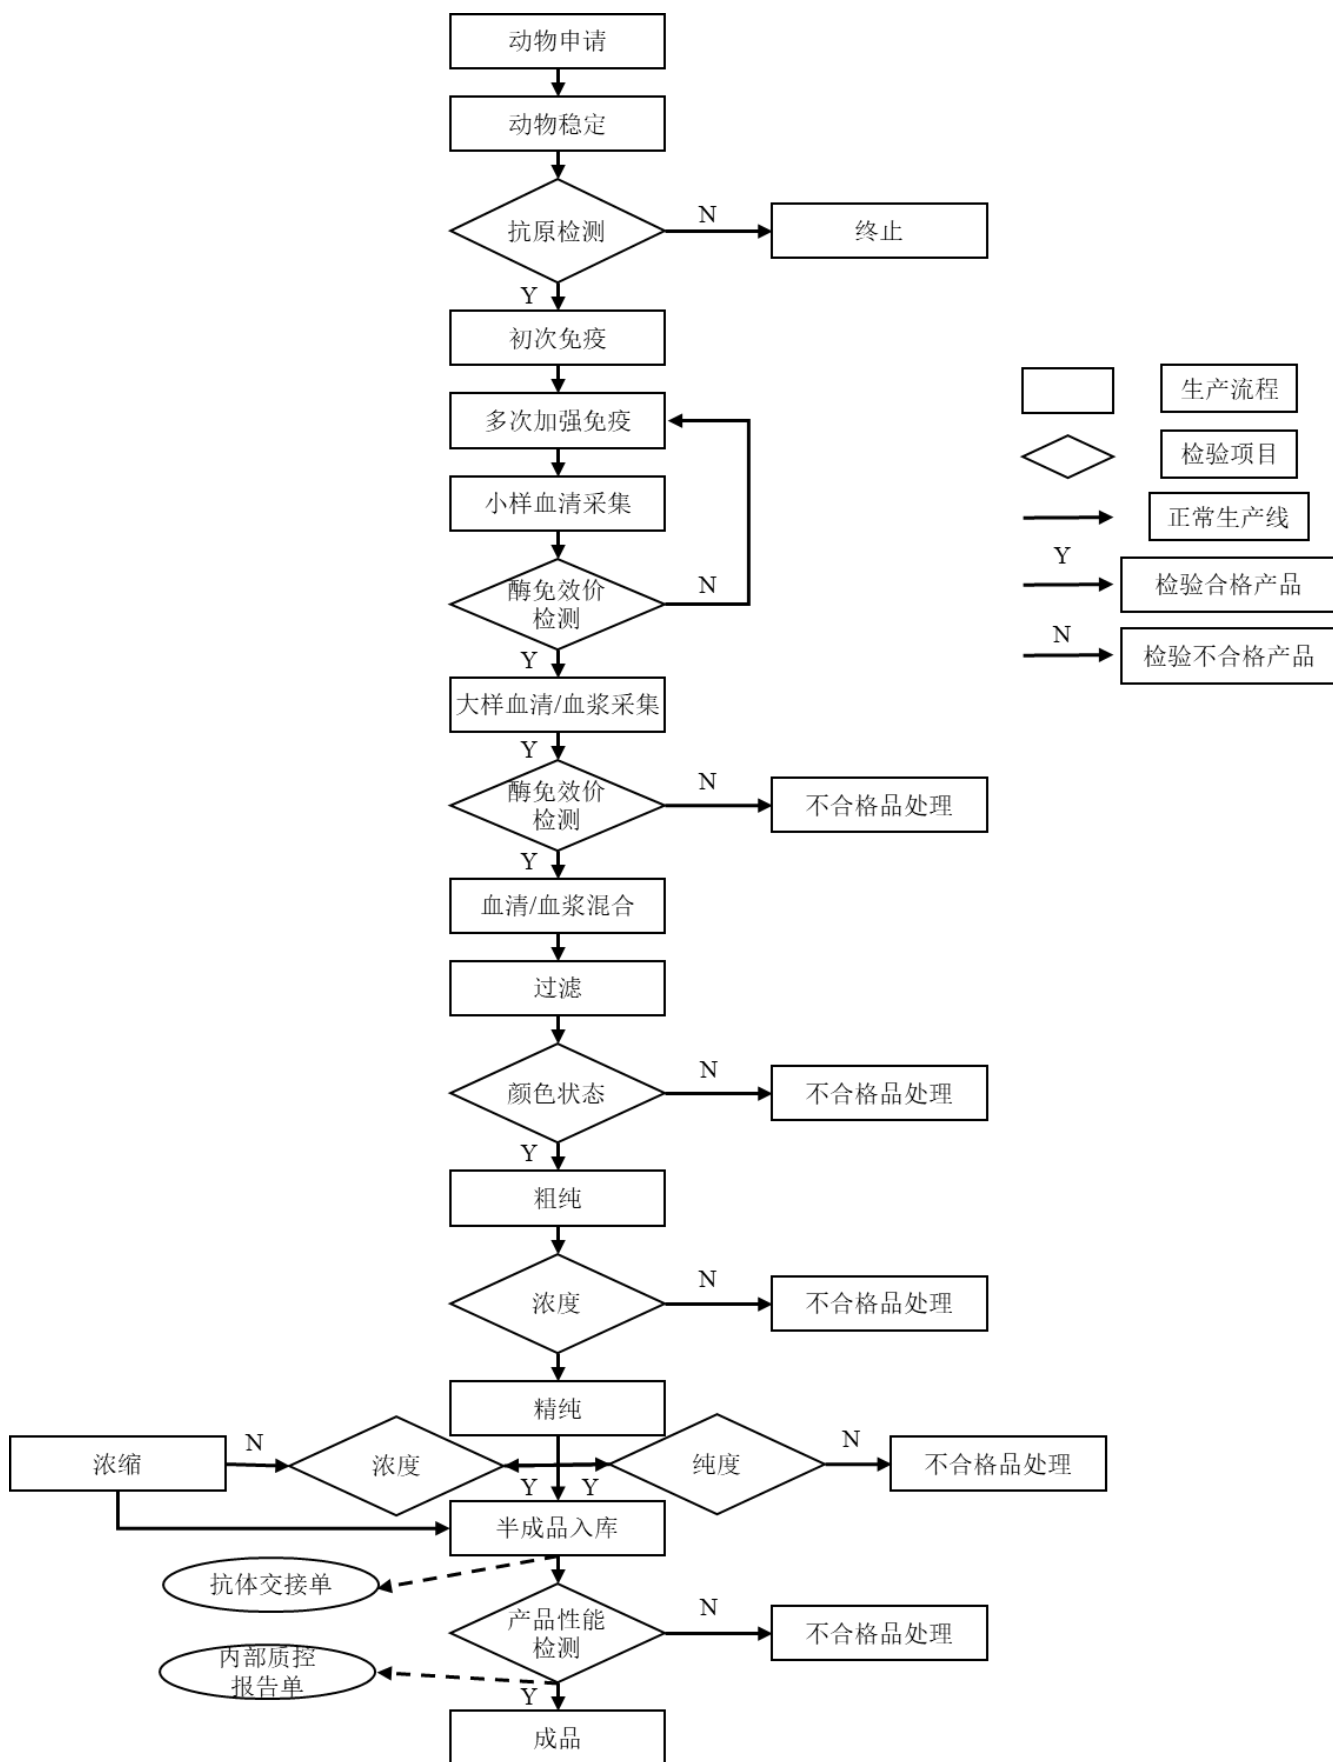 动物申请
动物稳定
抗原检测
N
终止
Y
初次免疫
多次加强免疫
小样血清采集
酶免效价
检测
N
Y
大样血清/血浆采集
Y
酶免效价
检测
N
不合格品处理
Y
血清/血浆混合
过滤
颜色状态
N
不合格品处理
Y
粗纯
浓度
N
不合格品处理
精纯
浓缩
N
浓度
纯度
N
不合格品处理
Y
Y
半成品入库
抗体交接单
产品性能
检测
N
不合格品处理
内部质控
报告单
Y
成品
生产流程
检验项目
正常生产线
Y
检验合格产品
N
检验不合格产品